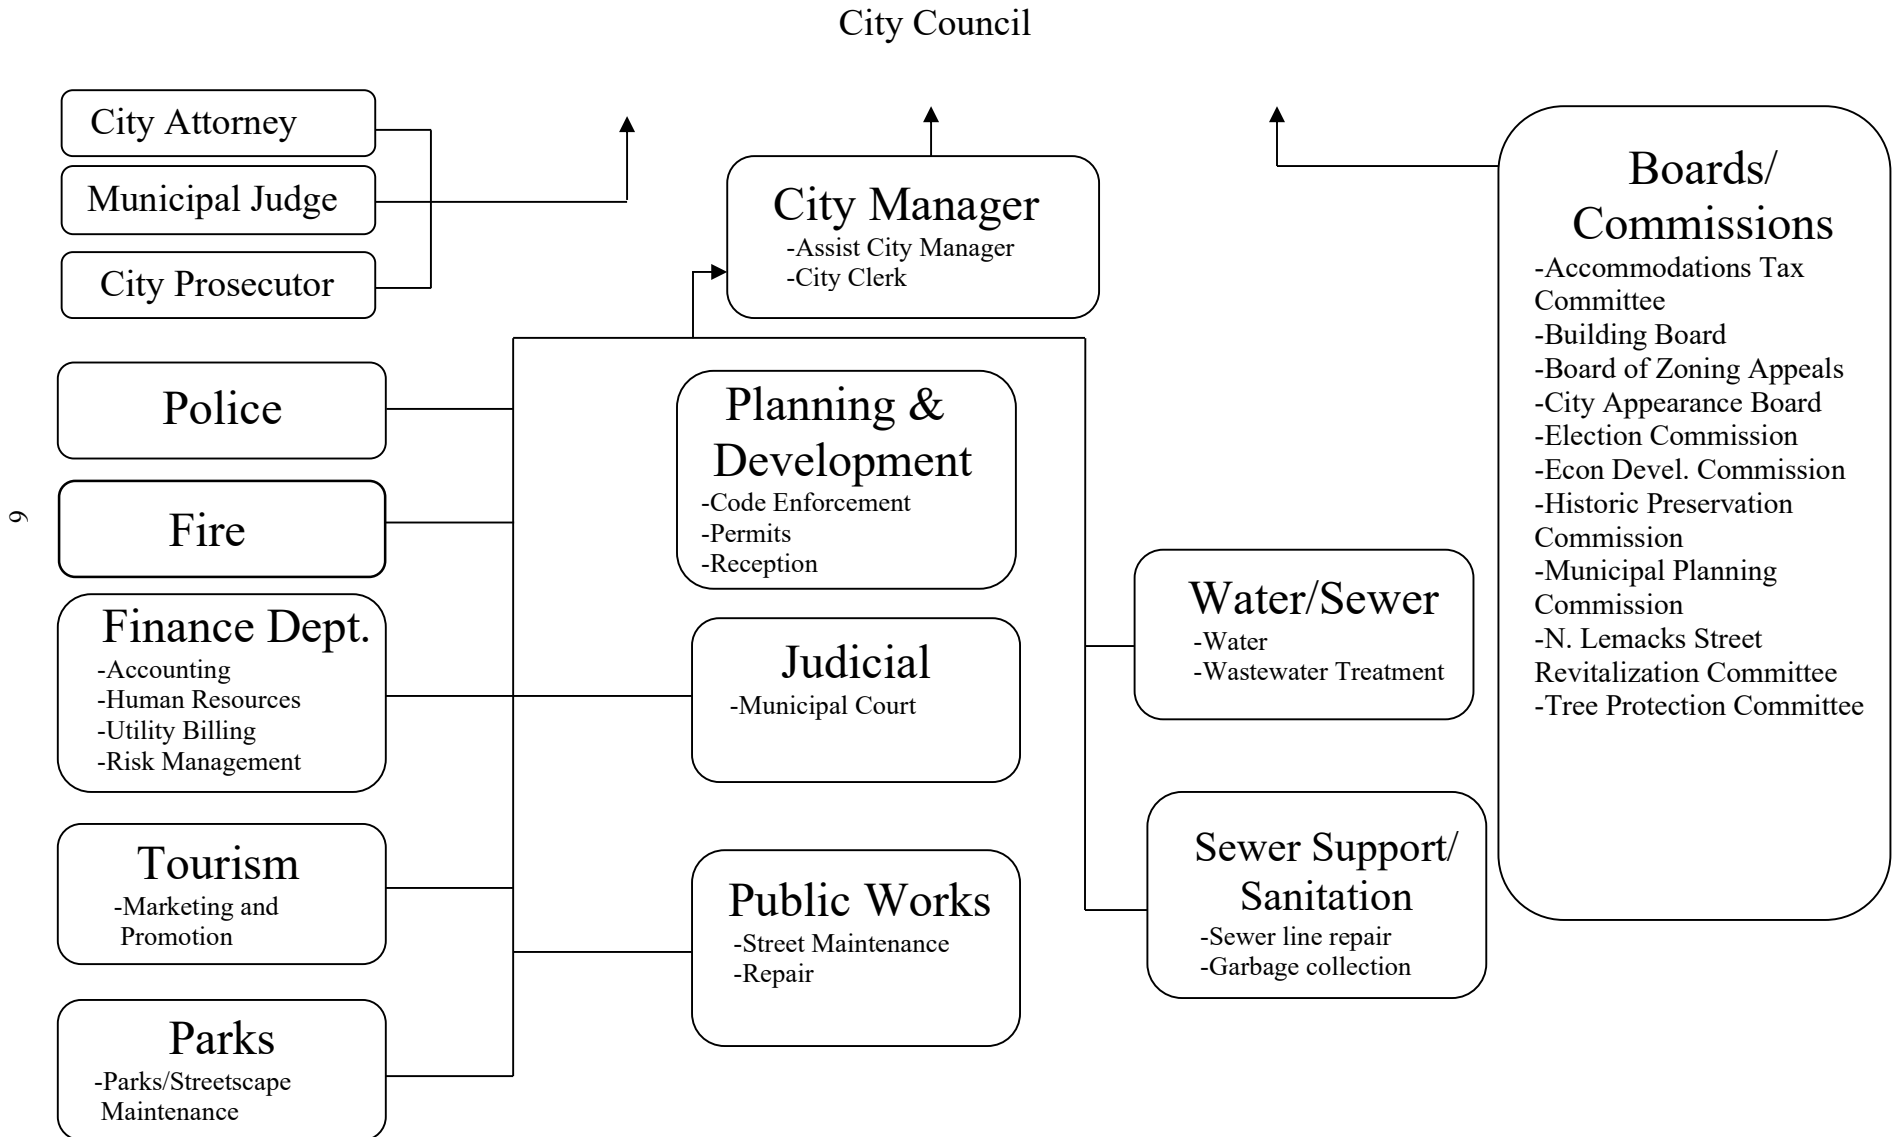 City Council
City Attorney
Municipal Judge
City Prosecutor
City Manager
-Assist City Manager
-City Clerk
Boards/
Commissions
-Accommodations Tax
Committee
-Building Board
-Board of Zoning Appeals
-City Appearance Board
-Election Commission
-Econ Devel. Commission
-Historic Preservation
Commission
-Municipal Planning
Commission
-N. Lemacks Street
Revitalization Committee
-Tree Protection Committee
Police
Fire
Finance Dept.
-Accounting
-Human Resources
-Utility Billing
-Risk Management
Tourism
-Marketing and
Promotion
Parks
-Parks/Streetscape
Maintenance
Planning &
Development
-Code Enforcement
-Permits
-Reception
Judicial
-Municipal Court
Public Works
-Street Maintenance
-Repair
Water/Sewer
-Water
-Wastewater Treatment
Sewer Support/
Sanitation
-Sewer line repair
-Garbage collection
9